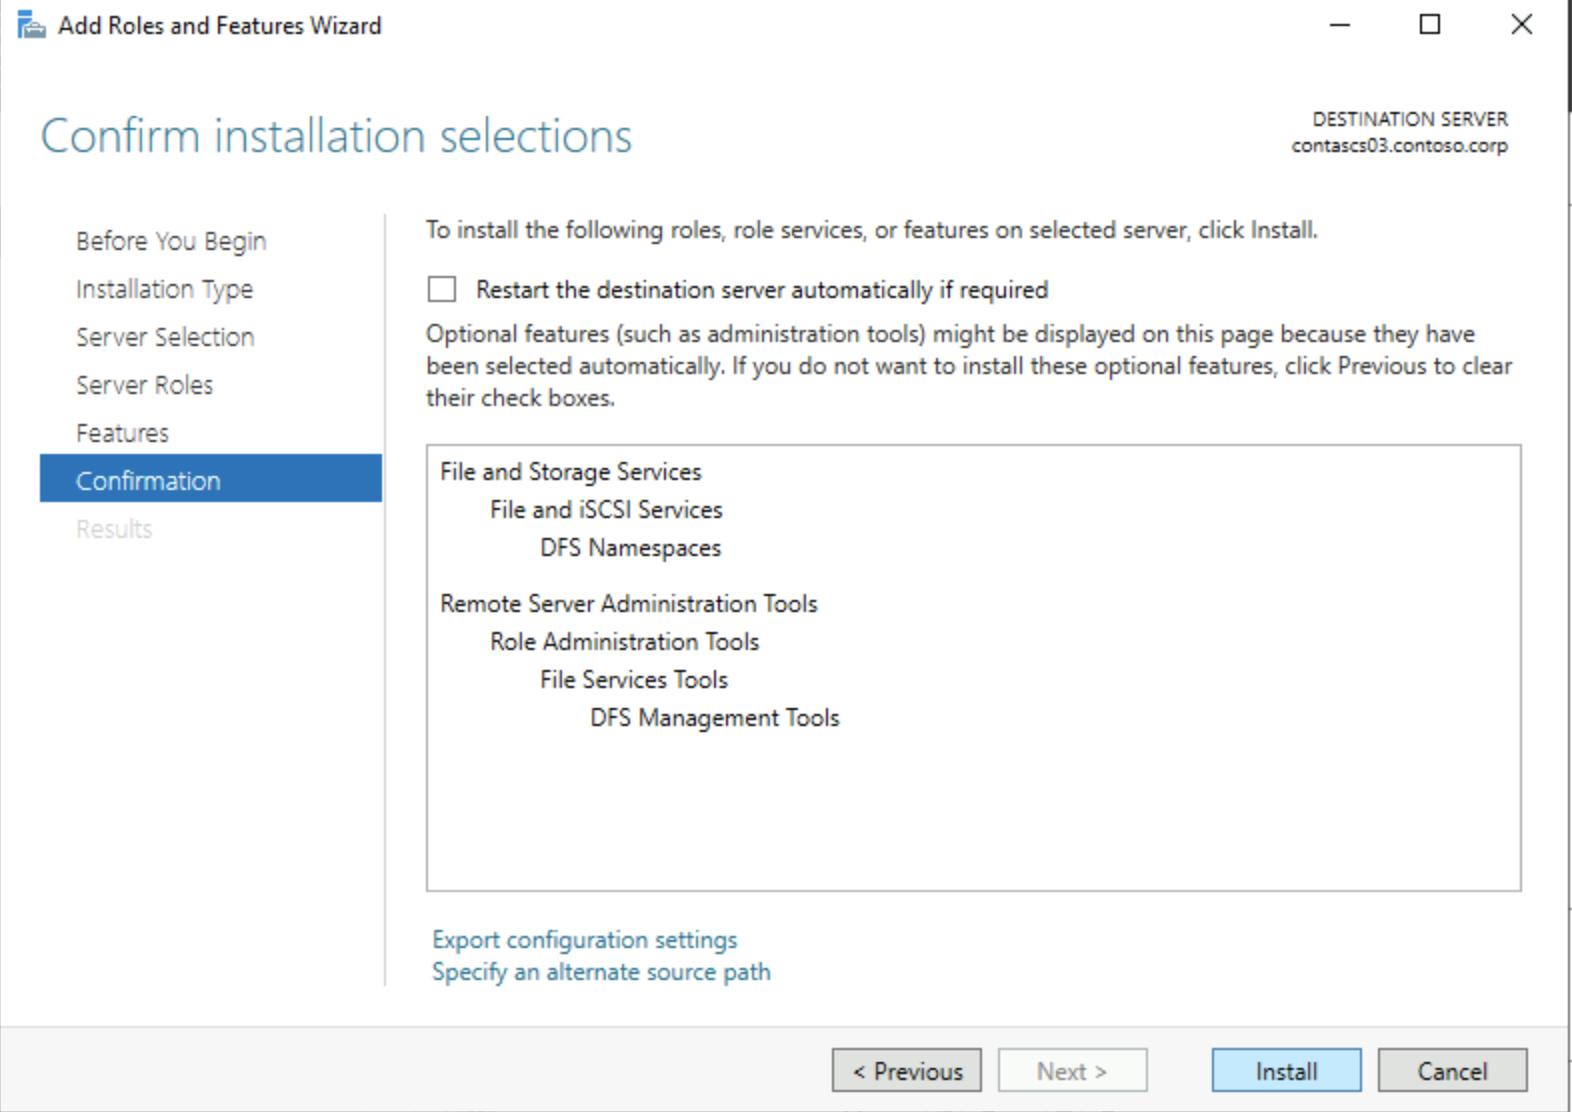 Add Roles and Features Wizard
Confirm installation selections
DESTINATION SERVER
contascs03.contoso.corp
Before You Begin
Installation Type
Server Selection
Server Roles
Features
Confirmation
Results
To install the following roles, role services, or features on selected server, click Install.
Restart the destination server automatically if required
Optional features (such as administration tools) might be displayed on this page because they have
been selected automatically. If you do not want to install these optional features, click Previous to clear
their check boxes.
File and Storage Services
File and iSCSI Services
DFS Namespaces
Remote Server Administration Tools
Role Administration Tools
File Services Tools
DFS Management Tools
Export configuration settings
Specify an alternate source path
< Previous
Next >
Install
Cancel